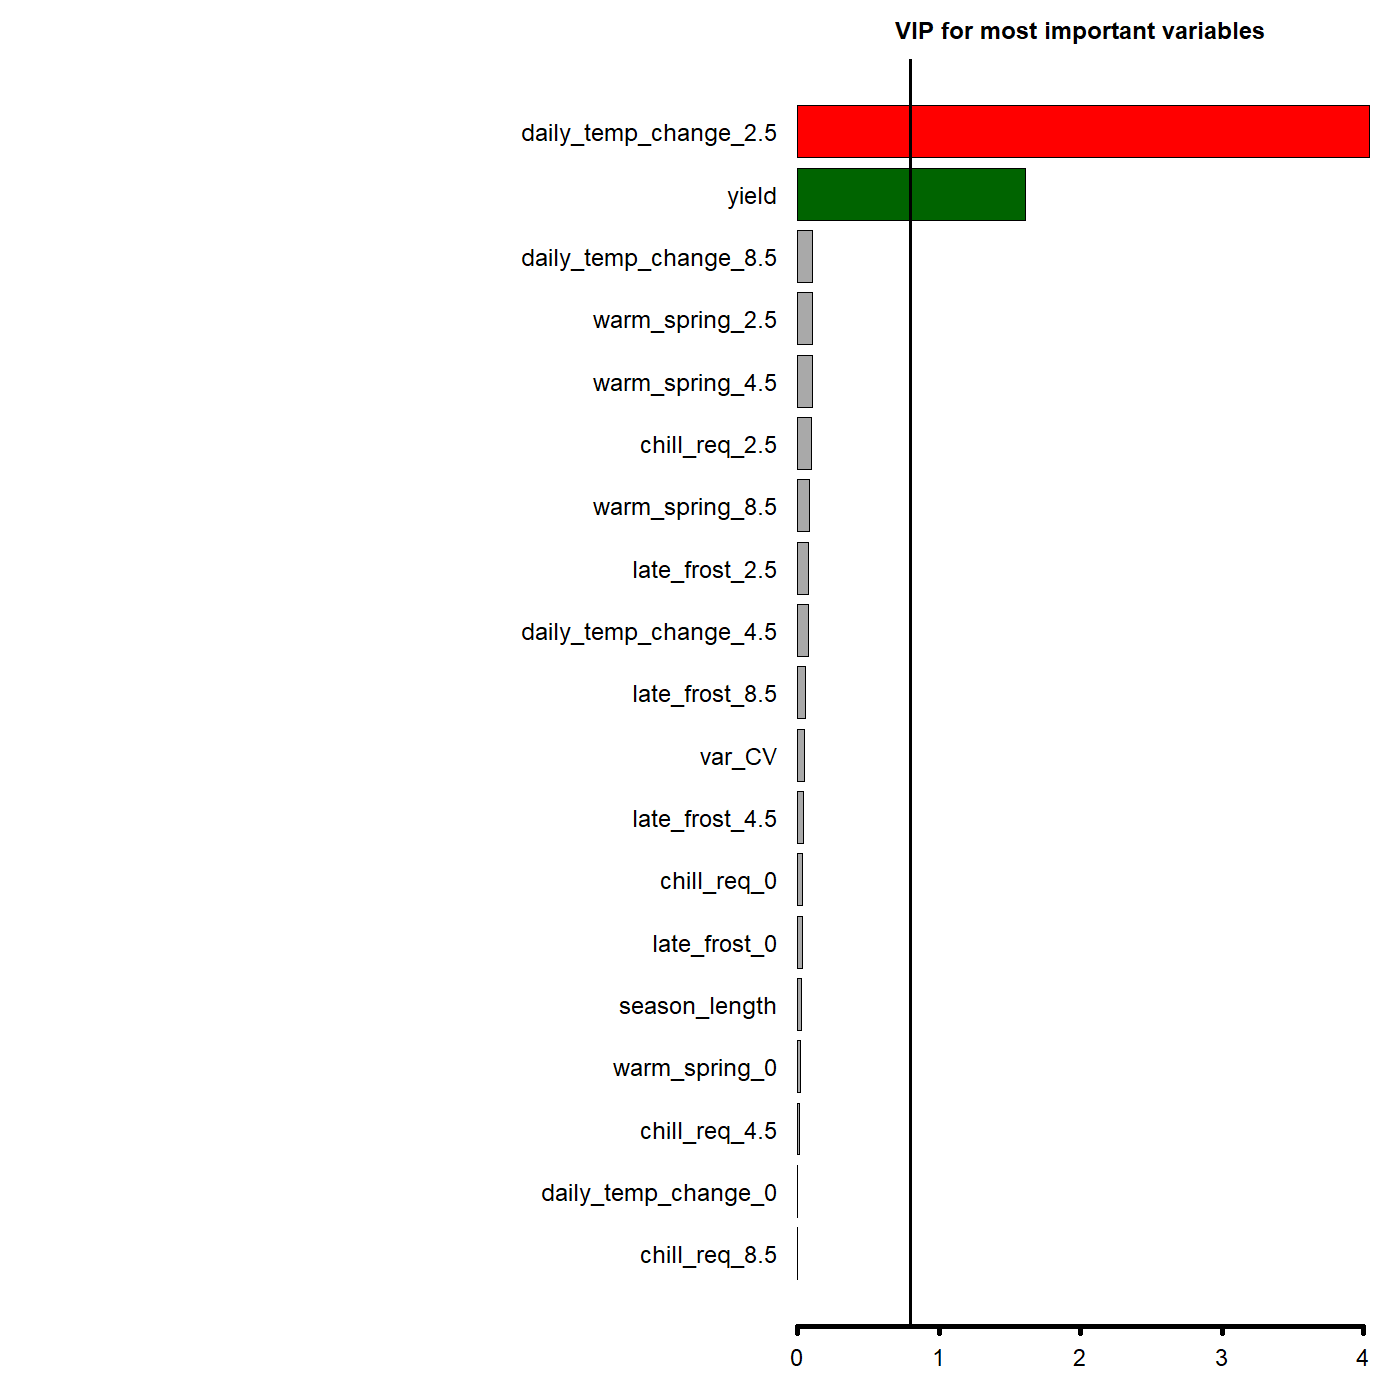 VIP for most important variables
daily_temp_change_2.5
yield
daily_temp_change_8.5
warm_spring_2.5
warm_spring_4.5
chill_req_2.5
warm_spring_8.5
late_frost_2.5
daily_temp_change_4.5
late_frost_8.5
var_CV
late_frost_4.5
chill_req_0
late_frost_0
season_length
warm_spring_0
chill_req_4.5
daily_temp_change_0
chill_req_8.5
0 1 2 3 4